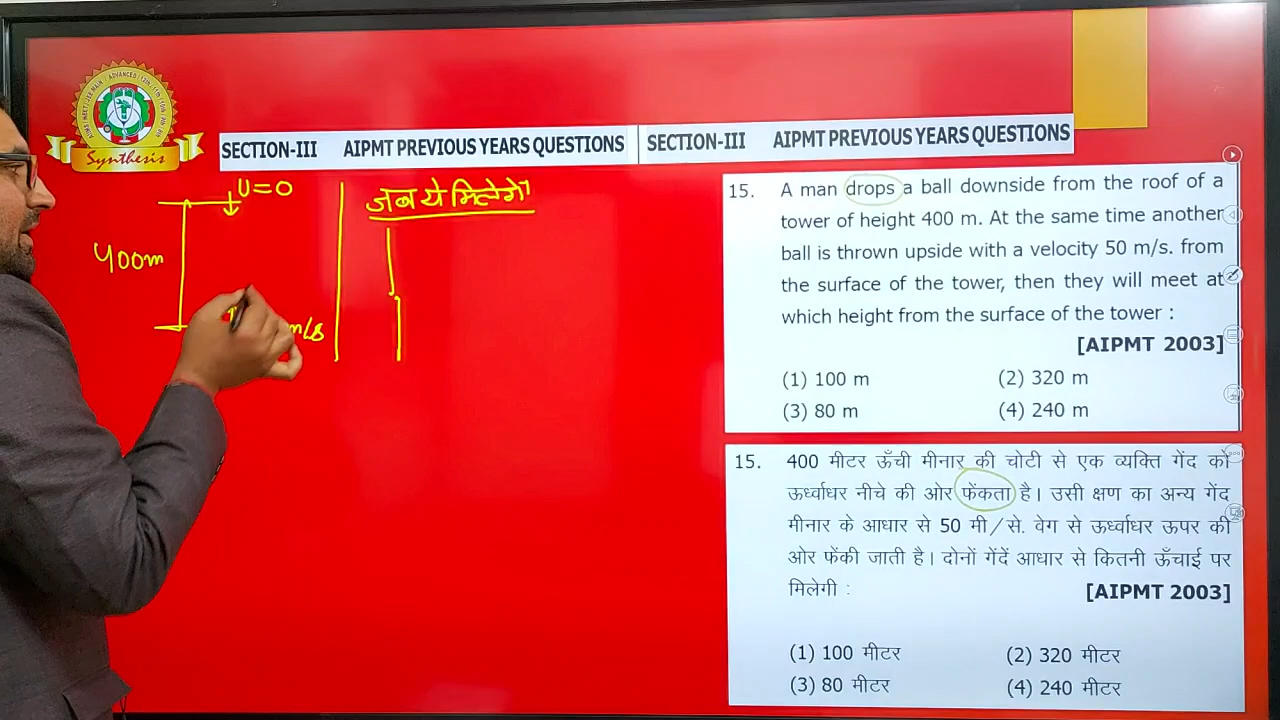 Synthesis
SECTION-III AIPMT PREVIOUS YEARS QUESTIONS
SECTION-III AIPMT PREVIOUS YEARS QUESTIONS
U=0
400m
m/s
जब ये मिलेगें
15. A man drops a ball downside from the roof of a
tower of height 400 m. At the same time another
ball is thrown upside with a velocity 50 m/s. from
the surface of the tower, then they will meet at
which height from the surface of the tower :
[AIPMT 2003]
(1) 100 m (2) 320 m
(3) 80 m (4) 240 m
15. 400 मीटर ऊँची मीनार की चोटी से एक व्यक्ति गेंद को
ऊर्ध्वाधर नीचे की ओर फेंकता है। उसी क्षण का अन्य गेंद
मीनार के आधार से 50 मी/से. वेग से ऊर्ध्वाधर ऊपर की
ओर फेंकी जाती है। दोनों गेंदें आधार से कितनी ऊँचाई पर
मिलेगी :
[AIPMT 2003]
(1) 100 मीटर (2) 320 मीटर
(3) 80 मीटर (4) 240 मीटर